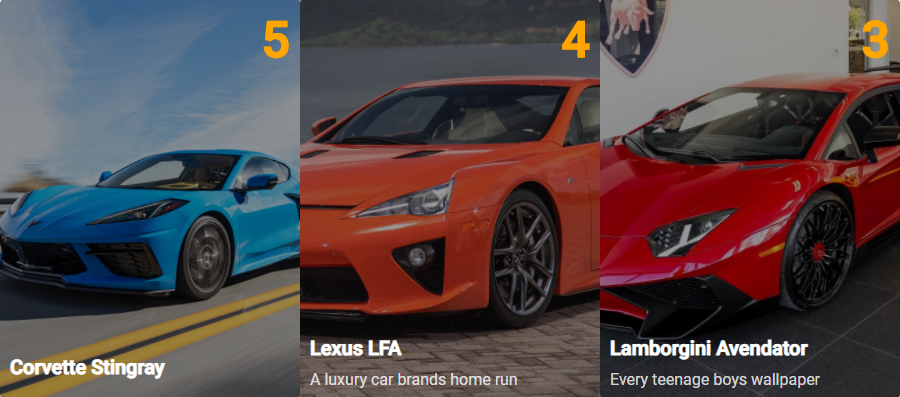 5
Corvette Stingray
4
Lexus LFA
A luxury car brands home run
3
Lamborgini Avendator
Every teenage boys wallpaper